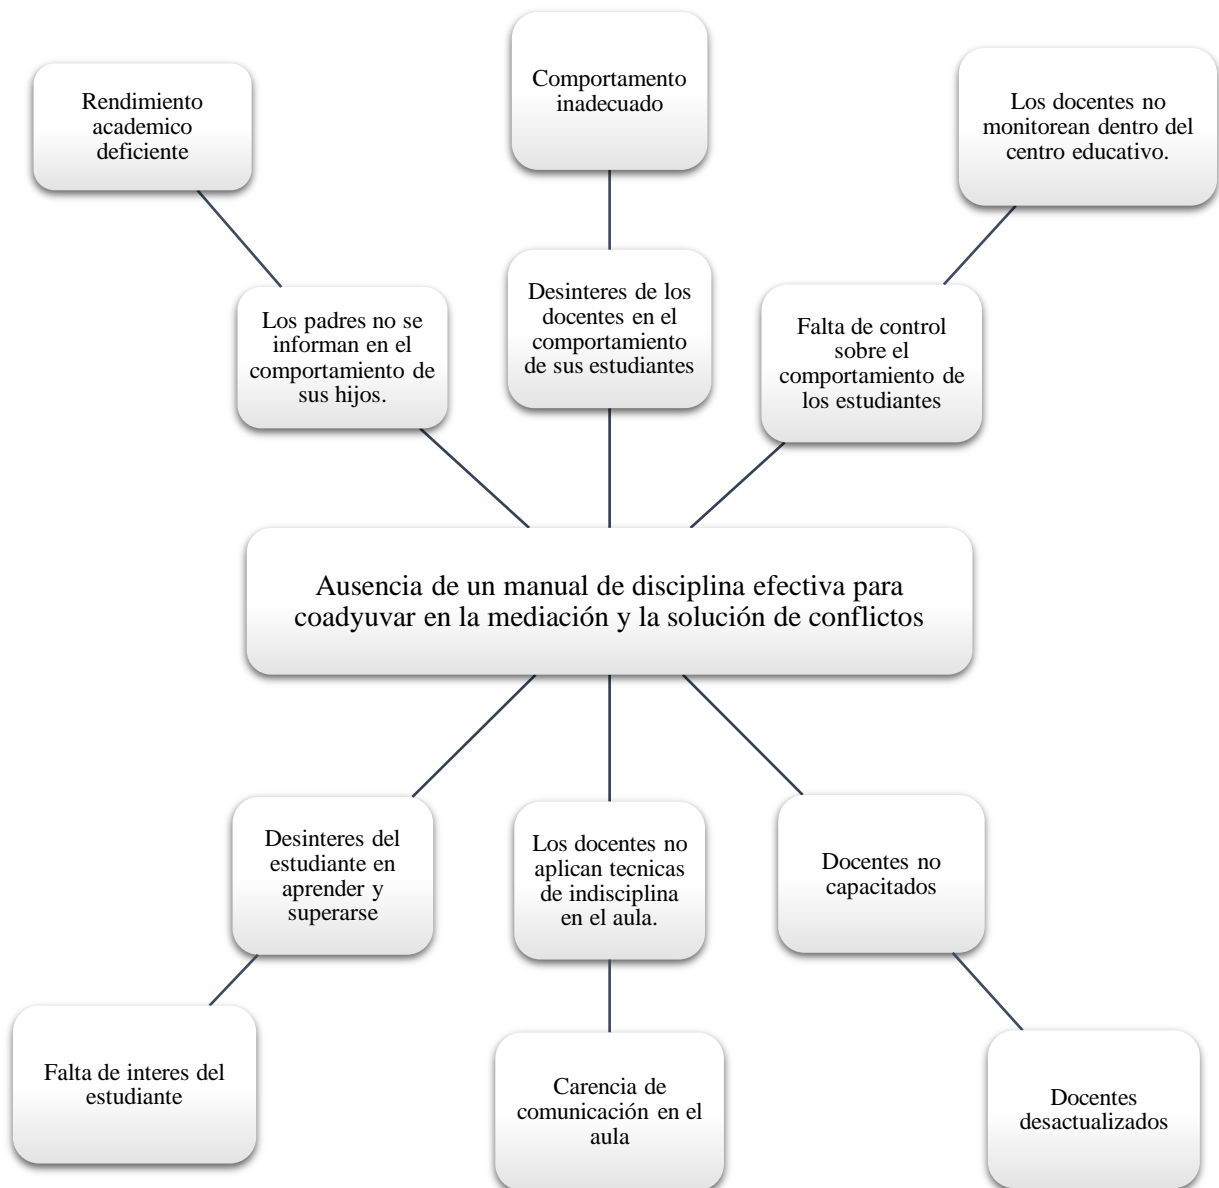 Comportamento
inadecuado
Rendimiento
academico
deficiente
Los docentes no
monitorean dentro del
centro educativo.
Los padres no se
informan en el
comportamiento de
sus hijos.
Desinteres de los
docentes en el
comportamiento
de sus estudiantes
Falta de control
sobre el
comportamiento de
los estudiantes
Ausencia de un manual de disciplina efectiva para
coadyuvar en la mediación y la solución de conflictos
Desinteres del
estudiante en
aprender y
superarse
Los docentes no
aplican tecnicas
de indisciplina
en el aula.
Docentes no
capacitados
Falta de interes del
estudiante
Carencia de
comunicación en el
aula
Docentes
desactualizados